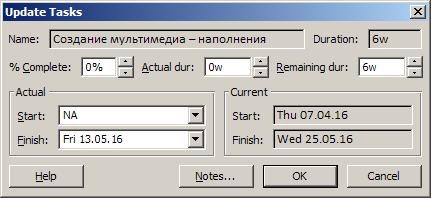 Update Tasks
Name: Создание мультимедиа – наполнения Duration: 6w
% Complete: 0% Actual dur: 0w Remaining dur: 6w
Actual Current
Start: NA Start: Thu 07.04.16
Finish: Fri 13.05.16 Finish: Wed 25.05.16
Help Notes... OK Cancel